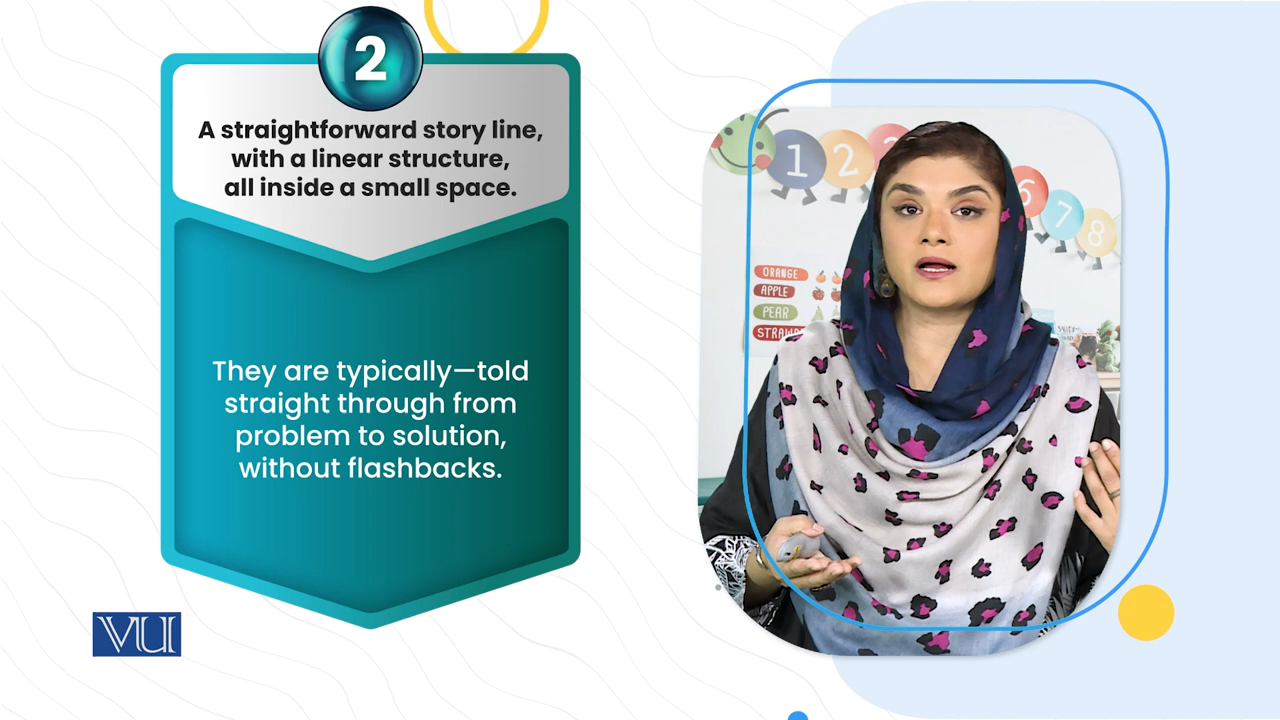 2
A straightforward story line,
with a linear structure,
all inside a small space.
They are typically—told
straight through from
problem to solution,
without flashbacks.
VU
1
2
6
7
8
ORANGE
APPLE
PEAR